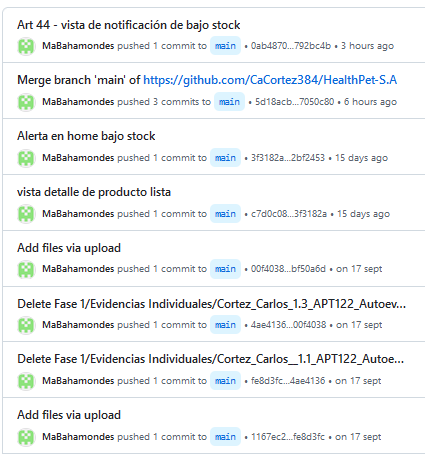 Art 44 - vista de notificación de bajo stock
MaBahamondes pushed 1 commit to main • 0ab4870...792bc4b • 3 hours ago
Merge branch 'main' of https://github.com/CaCortez384/HealthPet-S.A
MaBahamondes pushed 3 commits to main • 5d18acb...7050c80 • 6 hours ago
Alerta en home bajo stock
MaBahamondes pushed 1 commit to main • 3f3182a...2bf2453 • 15 days ago
vista detalle de producto lista
MaBahamondes pushed 1 commit to main • c7d0c08...3f3182a • 15 days ago
Add files via upload
MaBahamondes pushed 1 commit to main • 00f4038...bf50a6d • on 17 sept
Delete Fase 1/Evidencias Individuales/Cortez_Carlos_1.3_APT122_Autoev...
MaBahamondes pushed 1 commit to main • 4ae4136...00f4038 • on 17 sept
Delete Fase 1/Evidencias Individuales/Cortez_Carlos__1.1_APT122_Autoe...
MaBahamondes pushed 1 commit to main • fe8d3fc...4ae4136 • on 17 sept
Add files via upload
MaBahamondes pushed 1 commit to main • 1167ec2...fe8d3fc • on 17 sept